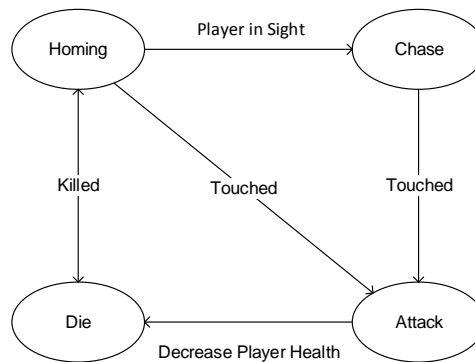 Player in Sight
Homing
Chase
Killed
Touched
Touched
Die
Attack
Decrease Player Health